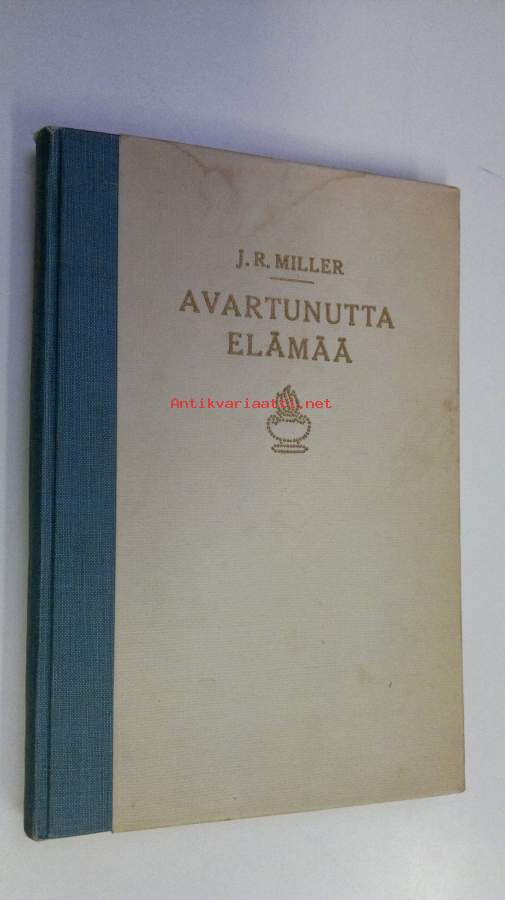 J. R. MILLER
AVARTUNUTTA
ELÄMÄÄ
Antikvariaatti.net